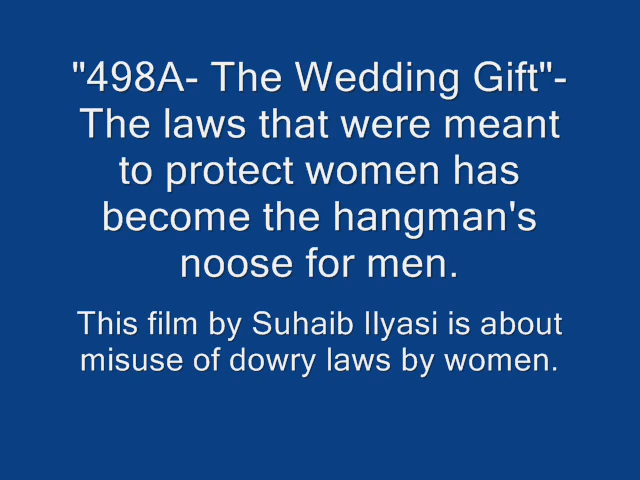 "498A- The Wedding Gift"-
The laws that were meant
to protect women has
become the hangman's
noose for men.
This film by Suhaib Ilyasi is about
misuse of dowry laws by women.